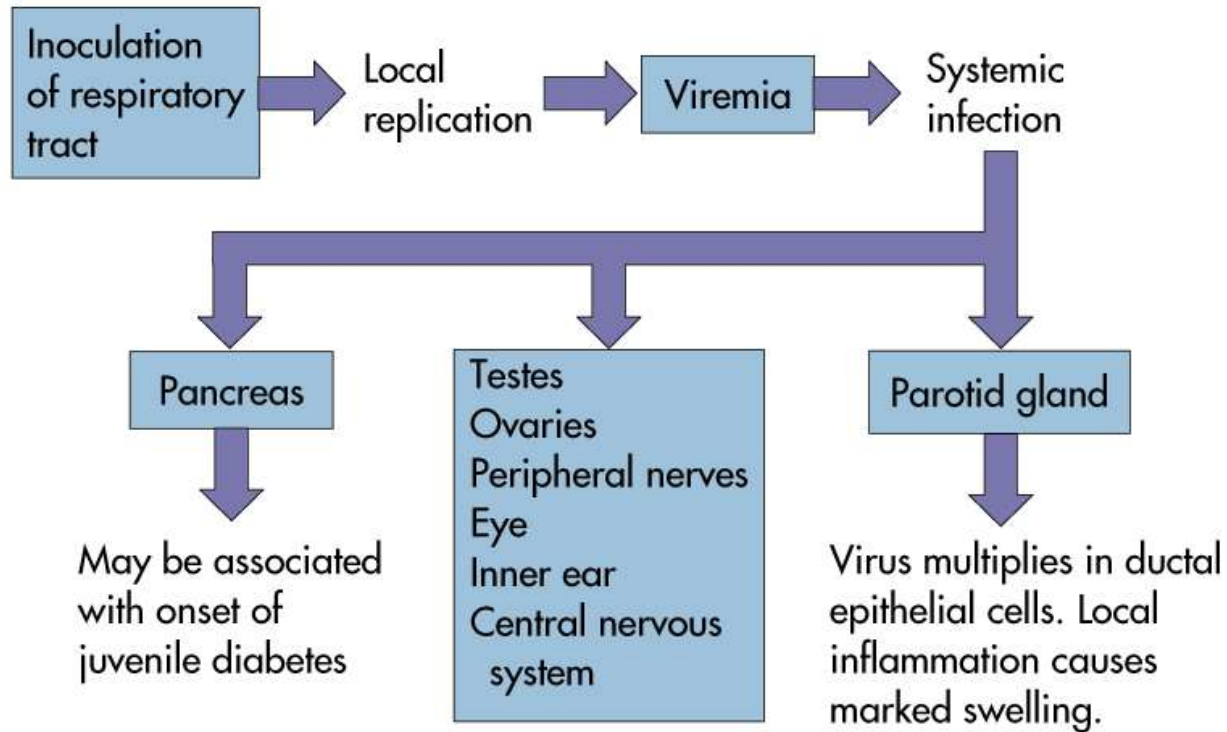 Inoculation
of respiratory
tract
Local
replication
Viremia
Systemic
infection
Pancreas
May be associated
with onset of
juvenile diabetes
Testes
Ovaries
Peripheral nerves
Eye
Inner ear
Central nervous
system
Parotid gland
Virus multiplies in ductal
epithelial cells. Local
inflammation causes
marked swelling.